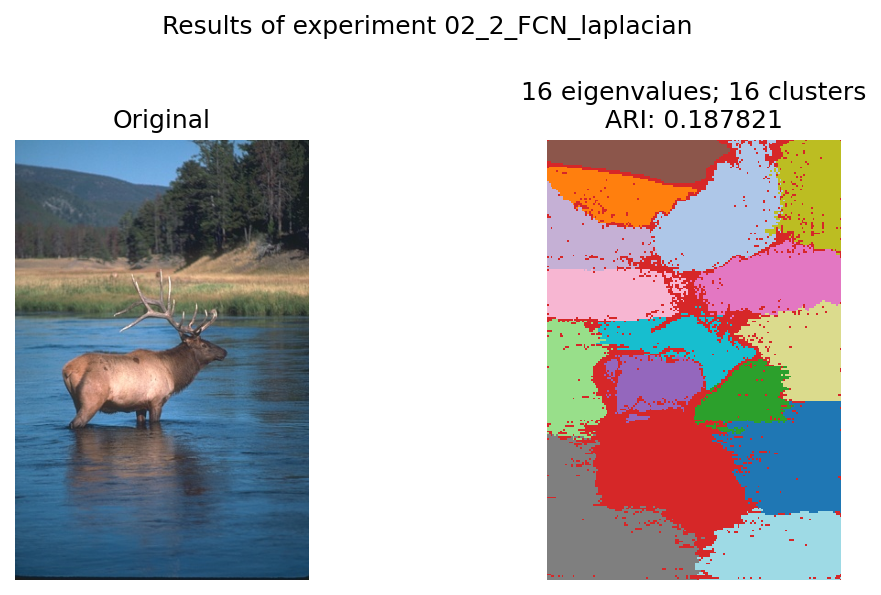 Results of experiment 02_2_FCN_laplacian
Original
16 eigenvalues; 16 clusters
ARI: 0.187821